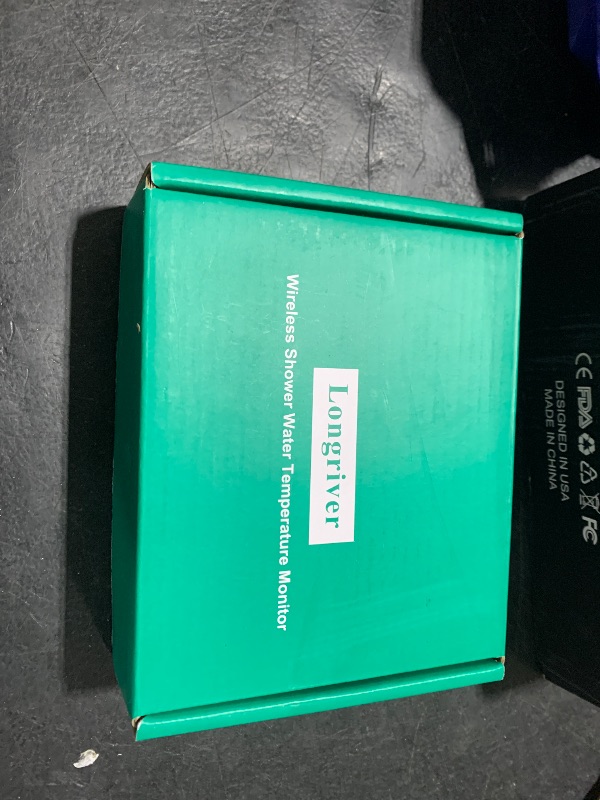 Longriver
Wireless Shower Water Temperature Monitor
CE FDA FC
DESIGNED IN USA
MADE IN CHINA